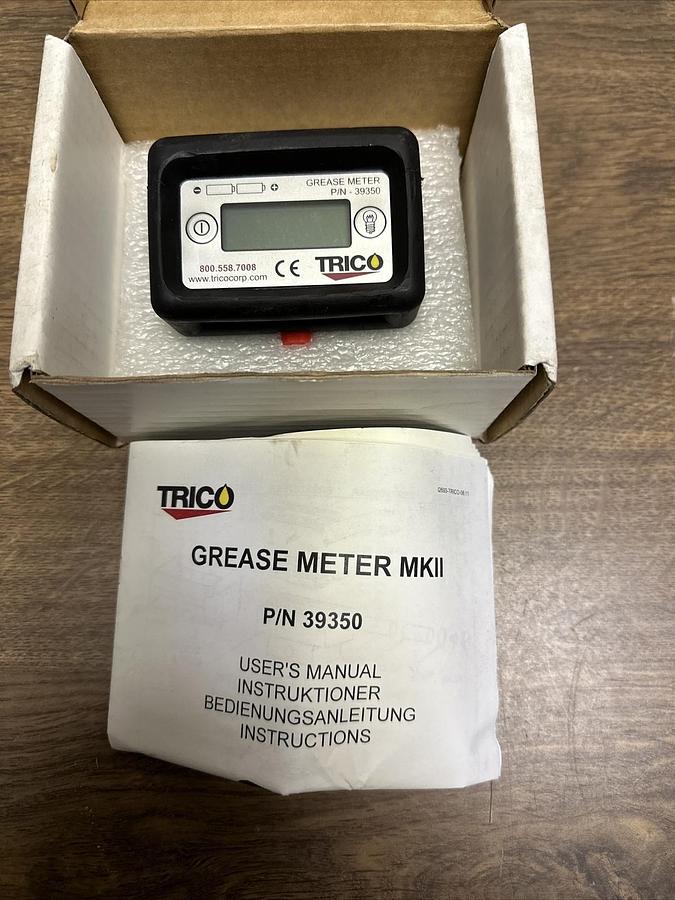 GREASE METER
P/N - 39350
800.558.7008
www.tricocorp.com
CE
TRICO
TRICO
GREASE METER MKII
P/N 39350
USER'S MANUAL
INSTRUKTIONER
BEDIENUNGSANLEITUNG
INSTRUCTIONS